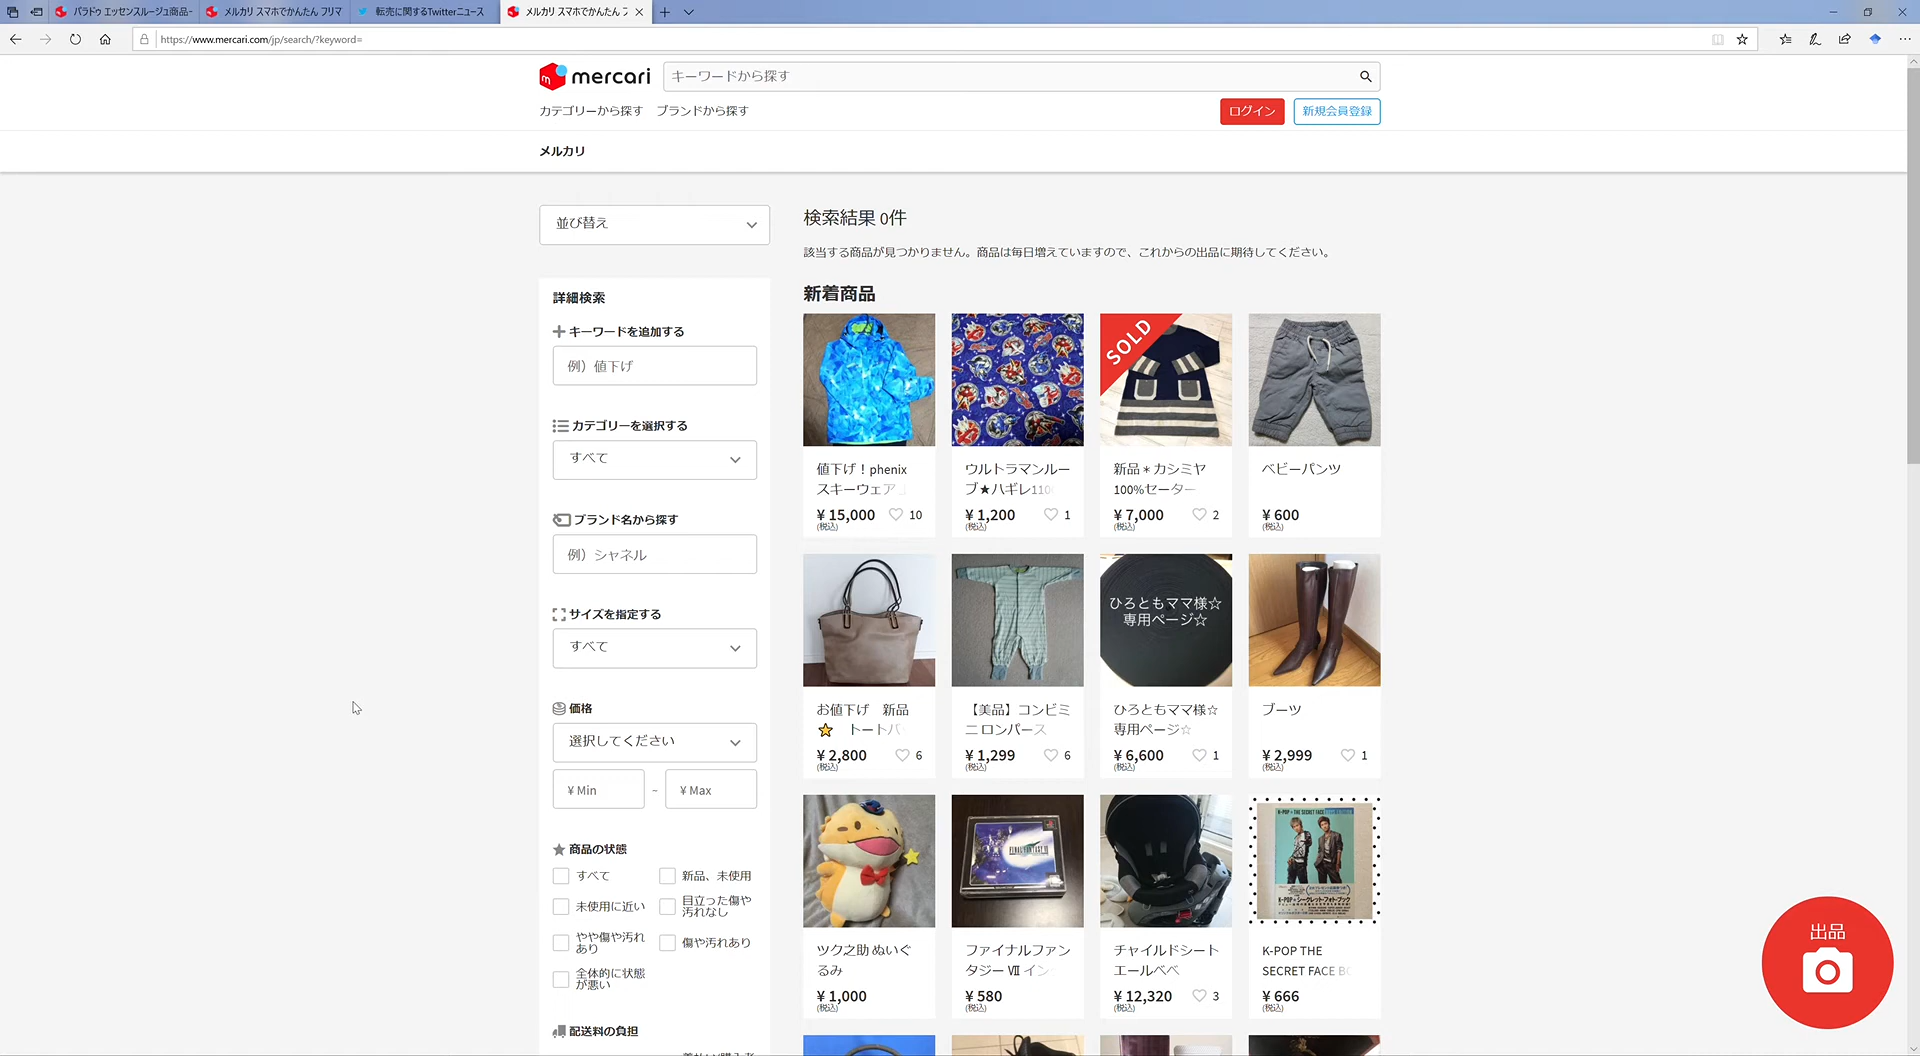 パラドゥ エッセンスルージュ商品-
メルカリ スマホでかんたん フリマ
転売に関するTwitterニュース
メルカリ スマホでかんたん フ
https://www.mercari.com/jp/search/?keyword=
mercari
キーワードから探す
カテゴリーから探す ブランドから探す
ログイン
新規会員登録
メルカリ
並び替え
詳細検索
キーワードを追加する
例）値下げ
カテゴリーを選択する
すべて
ブランド名から探す
例）シャネル
サイズを指定する
すべて
価格
選択してください
¥ Min ~ ¥ Max
商品の状態
すべて
新品、未使用
未使用に近い
目立った傷や
汚れなし
やや傷や汚れ
あり
傷や汚れあり
全体的に状態
が悪い
配送料の負担
検索結果 0件
該当する商品が見つかりません。商品は毎日増えていますので、これからの出品に期待してください。
新着商品
値下げ！phenix
スキーウェア
¥ 15,000 10
(税込)
ウルトラマンルー
ブ★ハギレ110
¥ 1,200 1
(税込)
SOLD
新品＊カシミヤ
100%セーター
¥ 7,000 2
(税込)
ベビーパンツ
¥ 600
(税込)
お値下げ 新品
⭐ トートバ
¥ 2,800 6
(税込)
【美品】コンビミ
ニ ロンパース
¥ 1,299 6
(税込)
ひろともママ様☆
専用ページ☆
ひろともママ様☆
専用ページ☆
¥ 6,600 1
(税込)
ブーツ
¥ 2,999 1
(税込)
ツク之助 ぬいぐ
るみ
¥ 1,000
(税込)
FINAL FANTASY VII
ファイナルファン
タジー Ⅶ イン
¥ 580
(税込)
チャイルドシート
エールベベ
¥ 12,320 3
(税込)
K-POP THE SECRET FACE
K-POP シークレット・フォト・ブック
K-POP THE
SECRET FACE BO
¥ 666
(税込)
出品